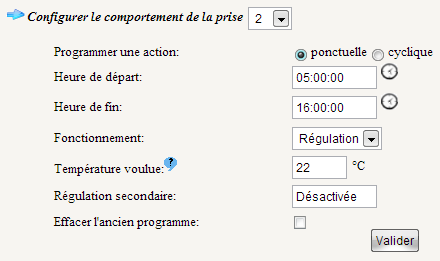 Configurer le comportement de la prise 2
Programmer une action: ponctuelle cyclique
Heure de départ: 05:00:00
Heure de fin: 16:00:00
Fonctionnement: Régulation
Température voulue:? 22 °C
Régulation secondaire: Désactivée
Effacer l'ancien programme:
Valider